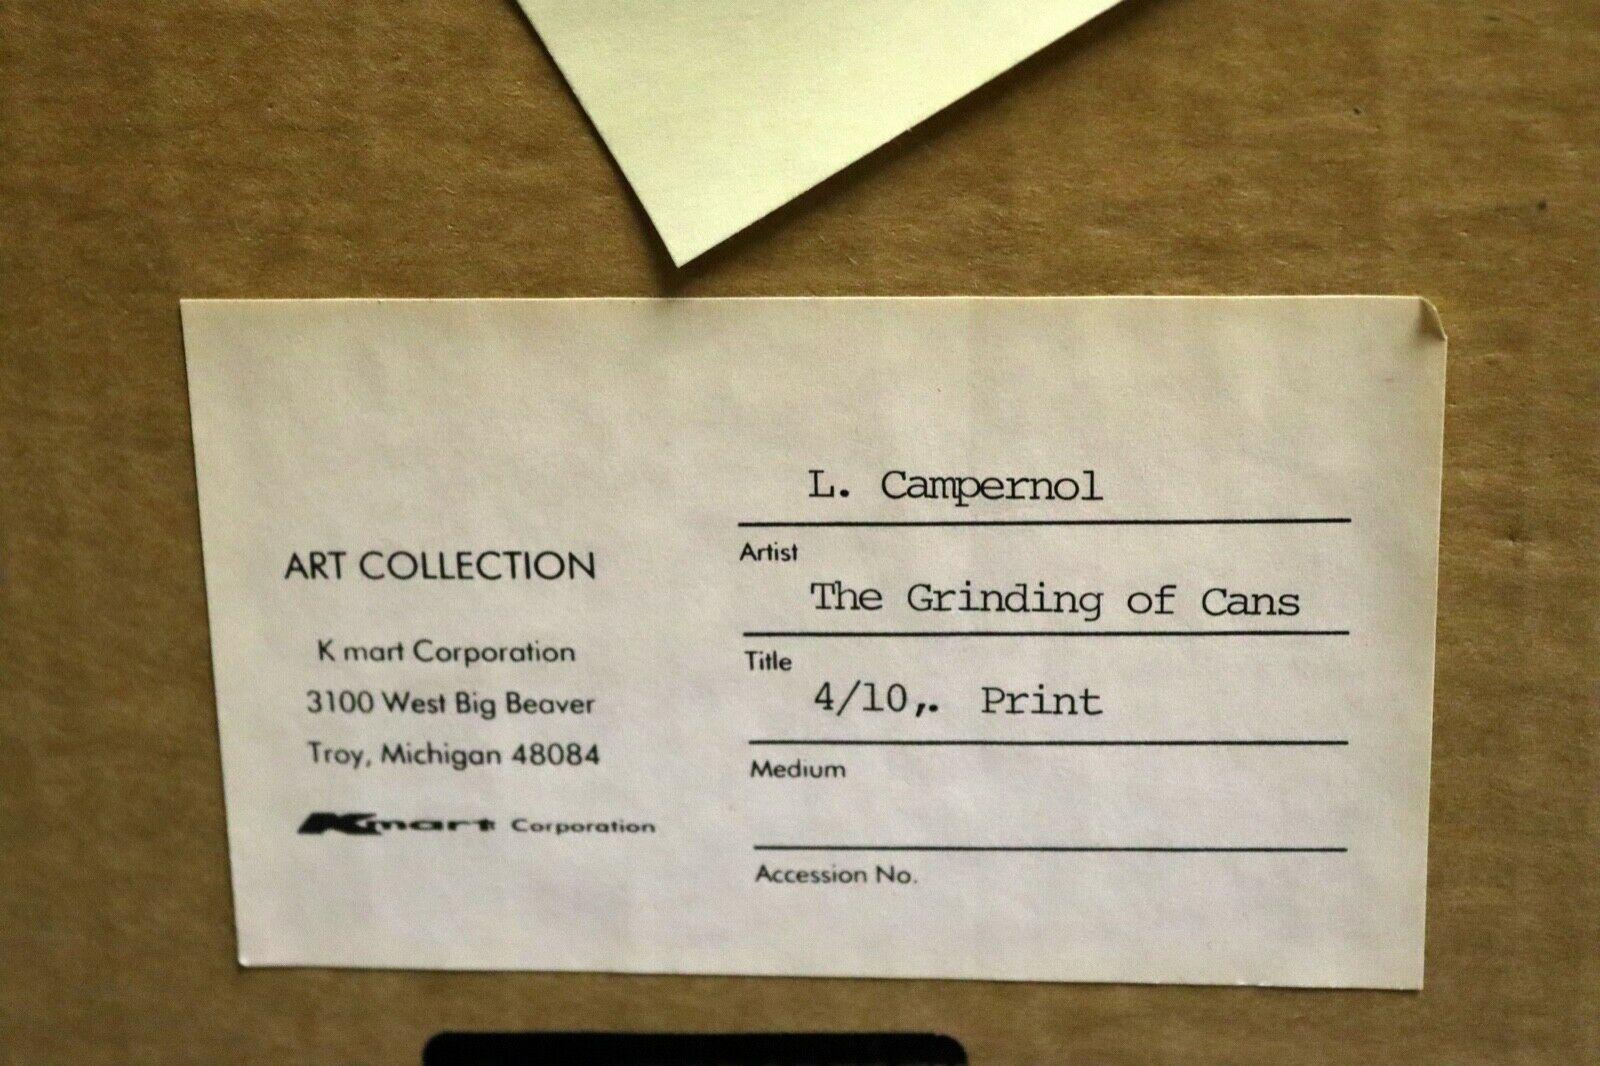 ART COLLECTION
K mart Corporation
3100 West Big Beaver
Troy, Michigan 48084
Kmart Corporation
L. Campernol
Artist
The Grinding of Cans
Title
4/10,. Print
Medium
Accession No.